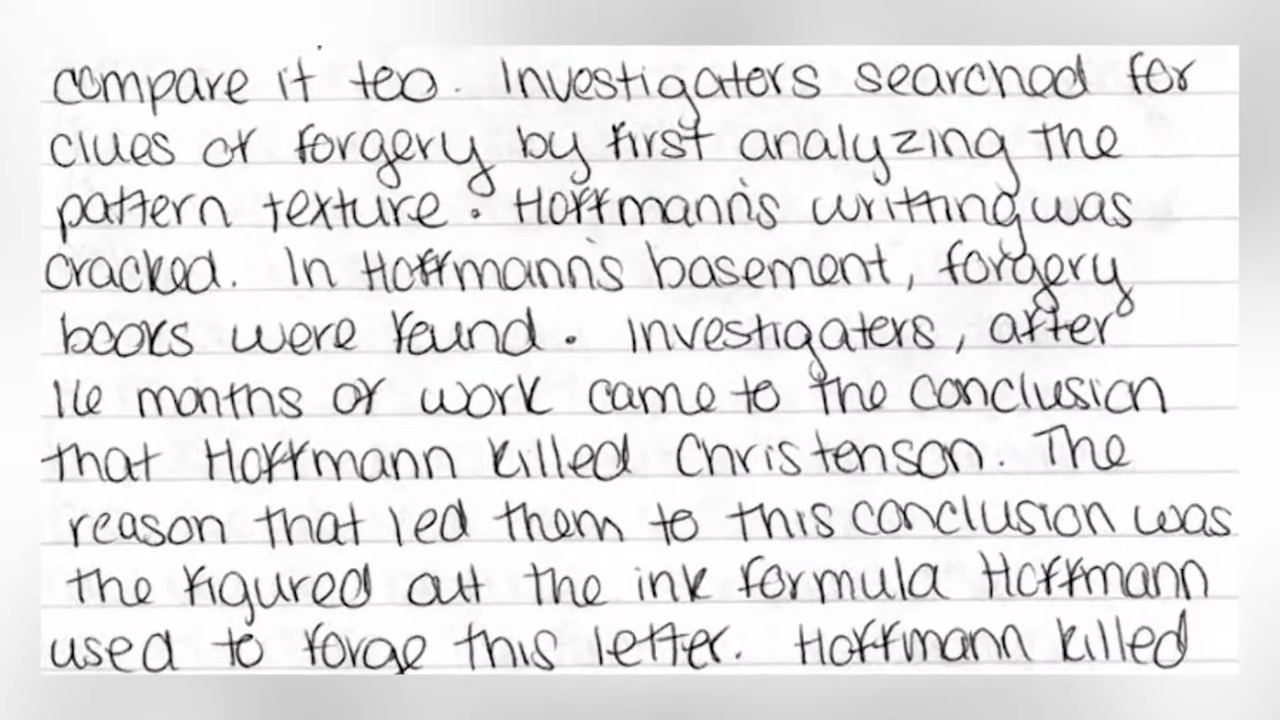 compare it too. Investigators searched for
clues of forgery by first analyzing the
pattern texture. Hoffmann's writting was
cracked. In Hoffmann's basement, forgery
books were found. Investigaters, after
16 months of work came to the conclusion
that Hoffmann killed Christenson. The
reason that led them to this conclusion was
the figured out the ink formula Hoffmann
used to forge this letter. Hoffmann killed